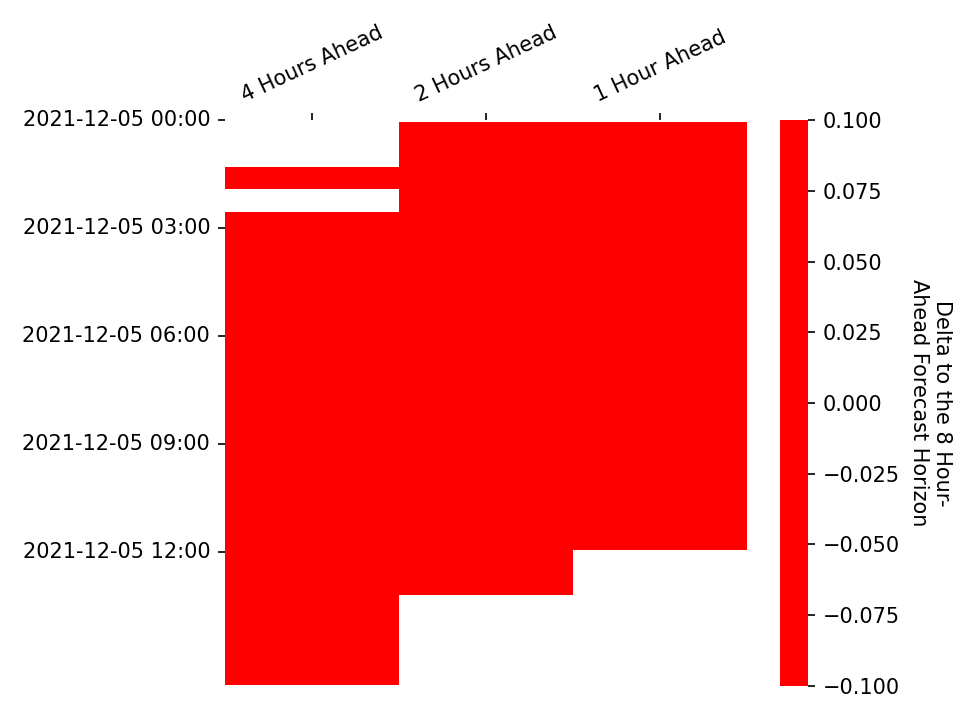 4 Hours Ahead
2 Hours Ahead
1 Hour Ahead
2021-12-05 00:00
2021-12-05 03:00
2021-12-05 06:00
2021-12-05 09:00
2021-12-05 12:00
0.100
0.075
0.050
0.025
0.000
−0.025
−0.050
−0.075
−0.100
Delta to the 8 Hour-
Ahead Forecast Horizon